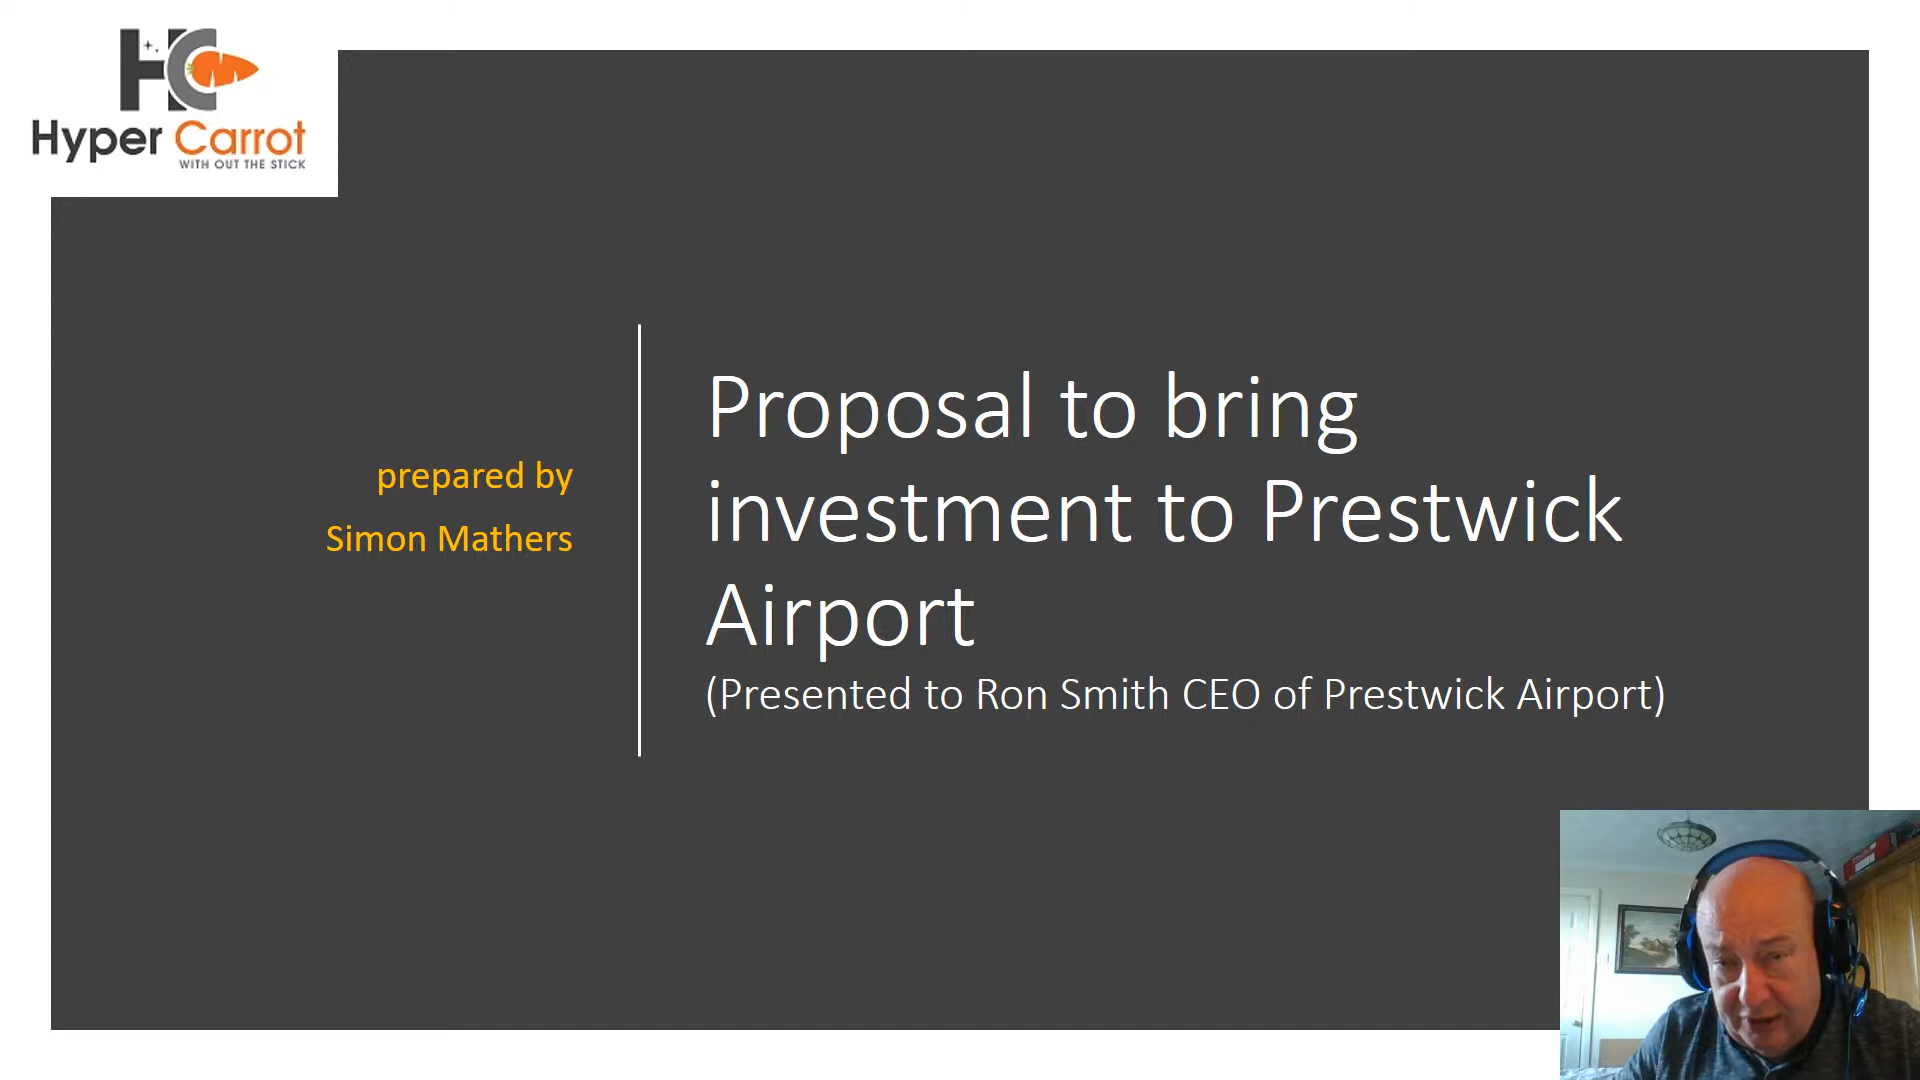 HC
Hyper Carrot
WITH OUT THE STICK
prepared by
Simon Mathers
Proposal to bring
investment to Prestwick
Airport
(Presented to Ron Smith CEO of Prestwick Airport)